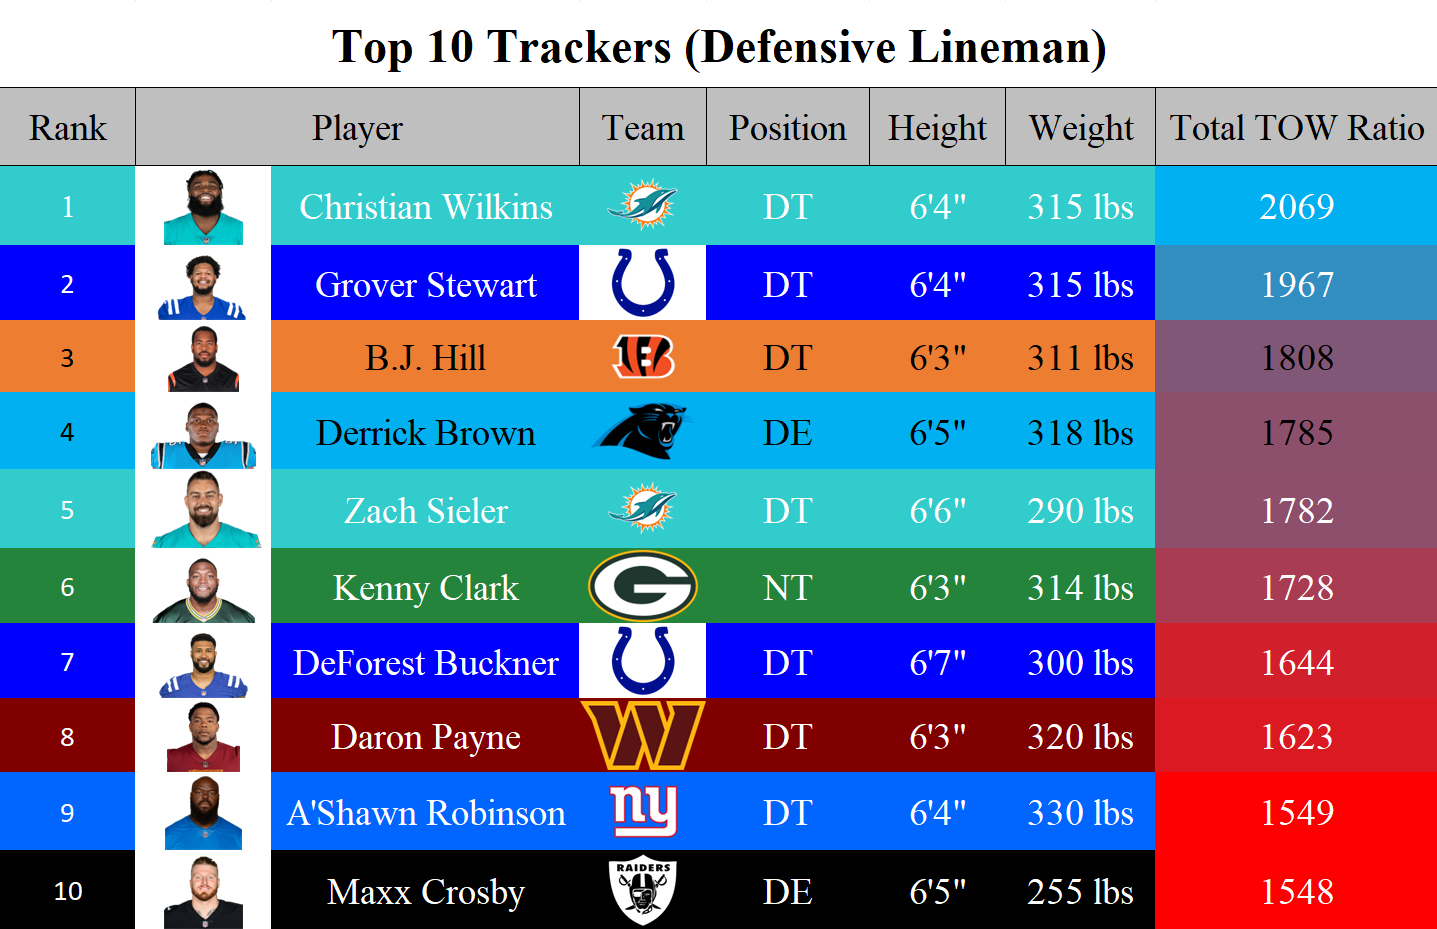 Top 10 Trackers (Defensive Lineman)
Rank Player Team Position Height Weight Total TOW Ratio
1 Christian Wilkins DT 6'4" 315 lbs 2069
2 Grover Stewart DT 6'4" 315 lbs 1967
3 B.J. Hill B DT 6'3" 311 lbs 1808
4 Derrick Brown DE 6'5" 318 lbs 1785
5 Zach Sieler DT 6'6" 290 lbs 1782
6 Kenny Clark G NT 6'3" 314 lbs 1728
7 DeForest Buckner DT 6'7" 300 lbs 1644
8 Daron Payne W DT 6'3" 320 lbs 1623
9 A'Shawn Robinson ny DT 6'4" 330 lbs 1549
10 Maxx Crosby RAIDERS DE 6'5" 255 lbs 1548